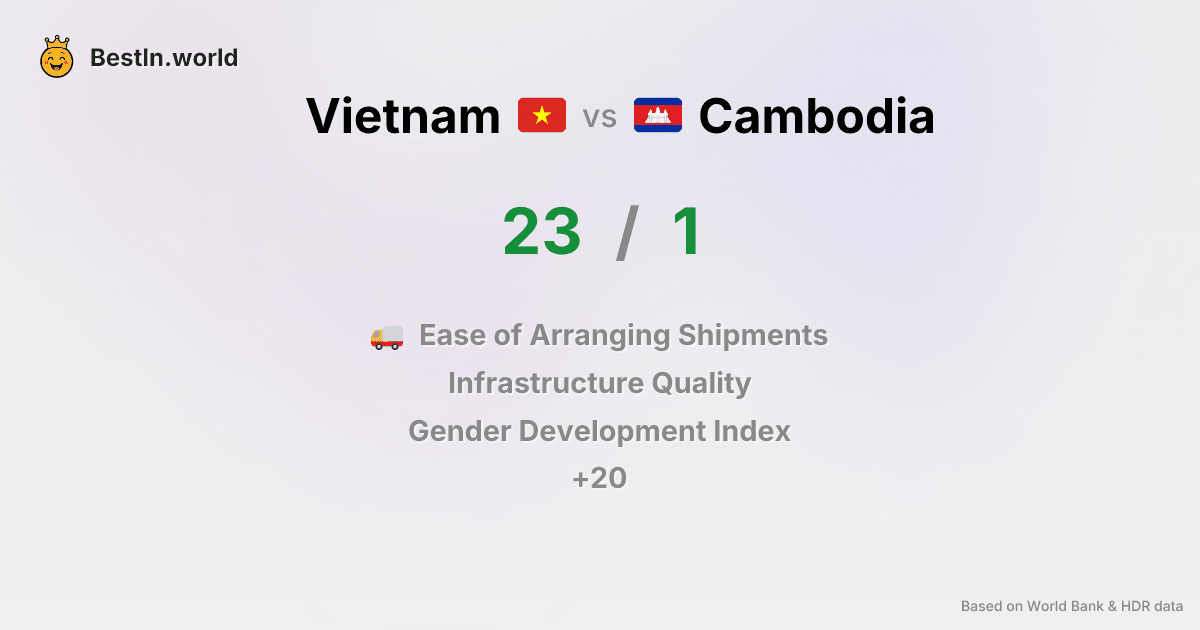 BestIn.world
Vietnam vs Cambodia
23 / 1
Ease of Arranging Shipments
Infrastructure Quality
Gender Development Index
+20
Based on World Bank & HDR data